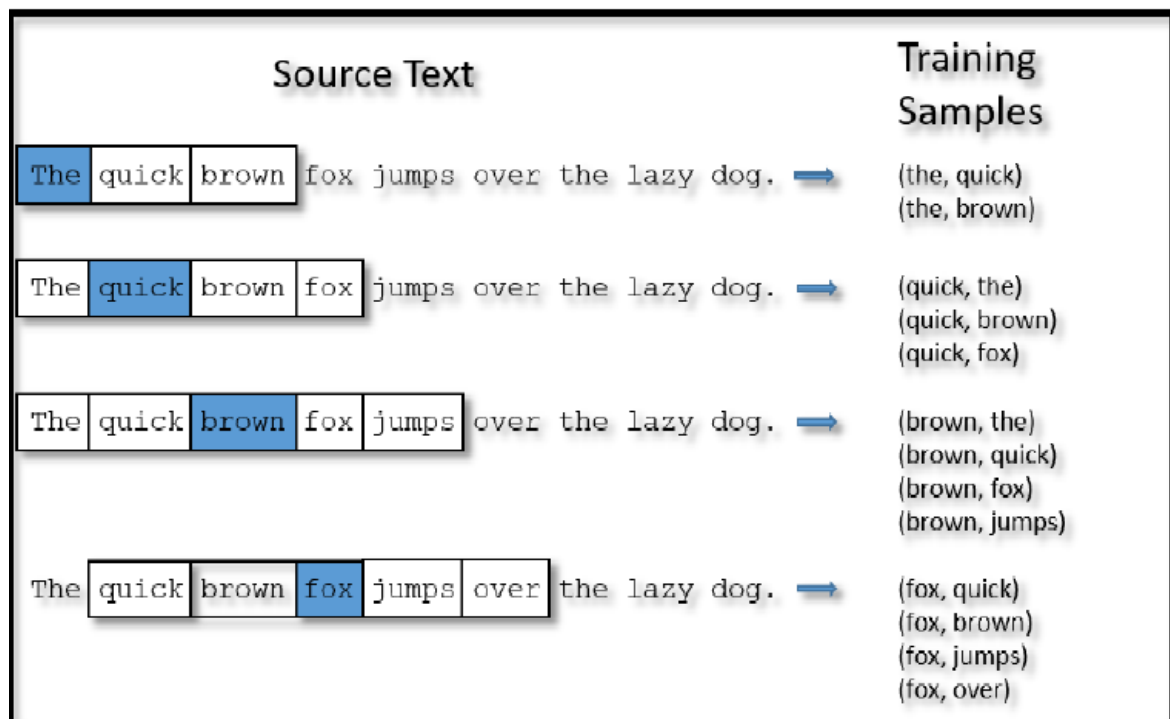 Source Text
Training
Samples
The quick brown fox jumps over the lazy dog.
(the, quick)
(the, brown)
The quick brown fox jumps over the lazy dog.
(quick, the)
(quick, brown)
(quick, fox)
The quick brown fox jumps over the lazy dog.
(brown, the)
(brown, quick)
(brown, fox)
(brown, jumps)
The quick brown fox jumps over the lazy dog.
(fox, quick)
(fox, brown)
(fox, jumps)
(fox, over)